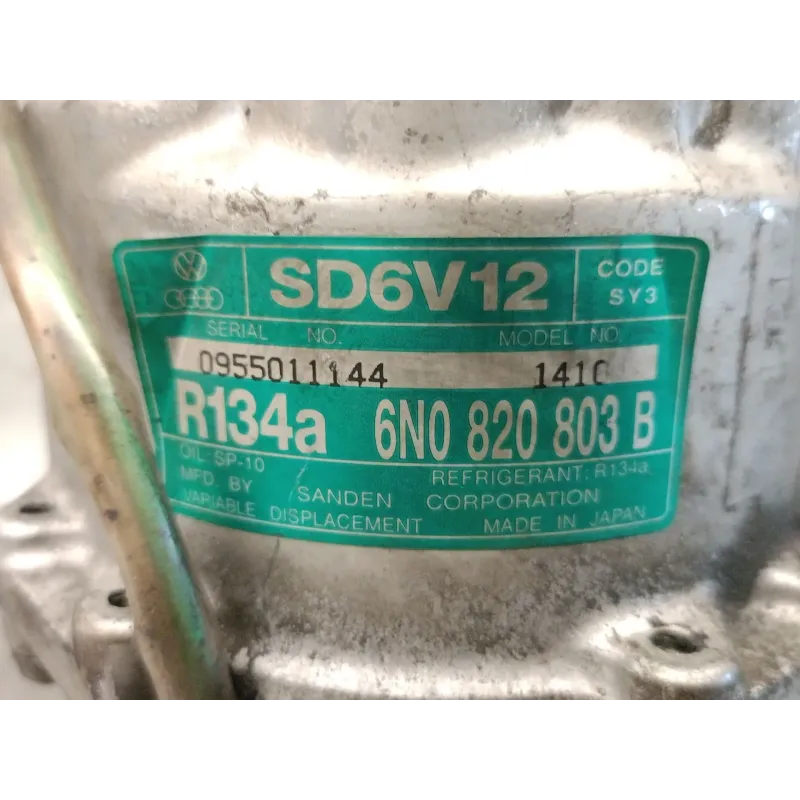 SD6V12
CODE
SY3
SERIAL NO. MODEL NO.
0955011144 1410
R134a 6N0 820 803 B
OIL: SP-10 REFRIGERANT: R134a
MFD BY SANDEN CORPORATION
VARIABLE DISPLACEMENT MADE IN JAPAN